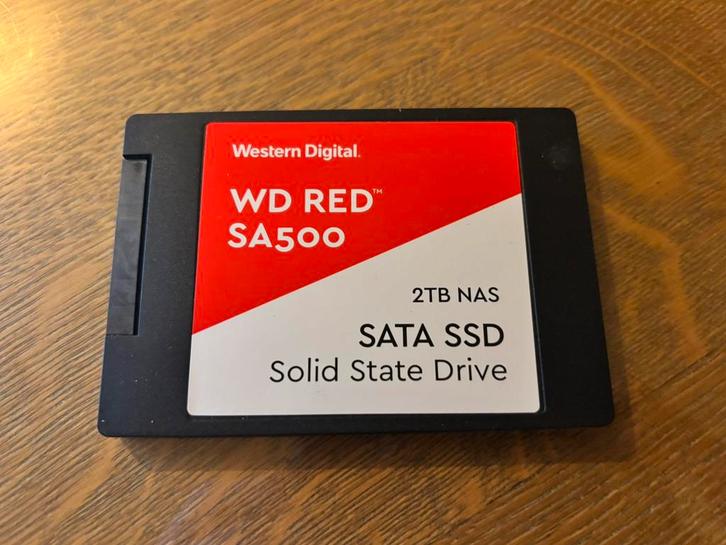 Western Digital.
WD RED™
SA500
2TB NAS
SATA SSD
Solid State Drive